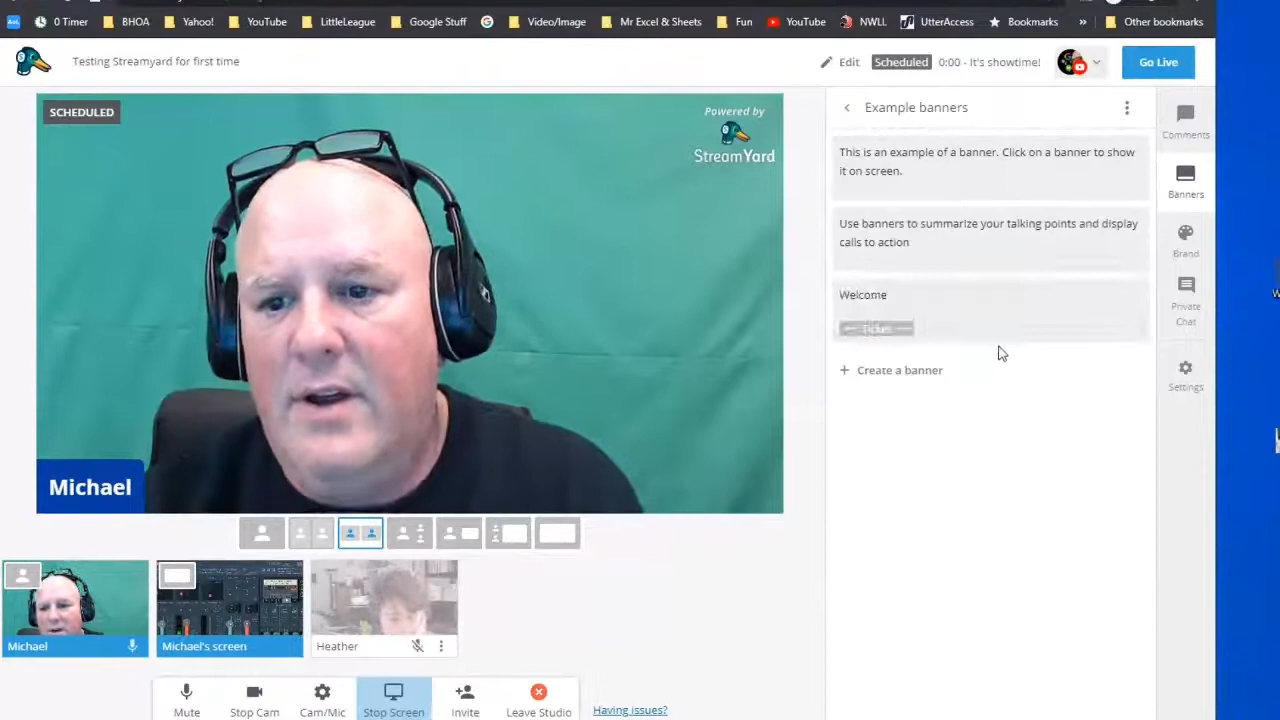 0 Timer BHOA Yahoo! YouTube LittleLeague Google Stuff Video/Image Mr Excel & Sheets Fun YouTube NWLL UtterAccess Bookmarks » Other bookmarks
Testing Streamyard for first time
Edit Scheduled 0:00 - It's showtime! Go Live
SCHEDULED
Powered by
StreamYard
Example banners
This is an example of a banner. Click on a banner to show
it on screen.
Use banners to summarize your talking points and display
calls to action
Welcome
Ticker
+ Create a banner
Comments
Banners
Brand
Private
Chat
Settings
Michael
Michael
Michael's screen
Heather
Mute Stop Cam Cam/Mic Stop Screen Invite Leave Studio
Having issues?